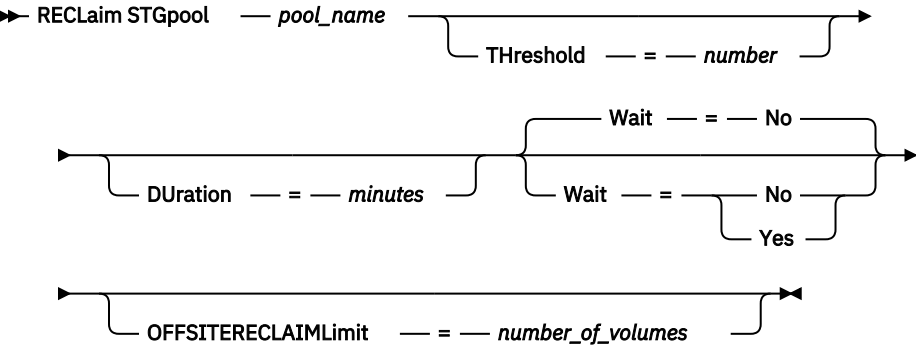 RECLaim STGpool pool_name
THreshold = number
Wait = No
DUration = minutes Wait = No
Yes
OFFSITERECLAIMLimit = number_of_volumes